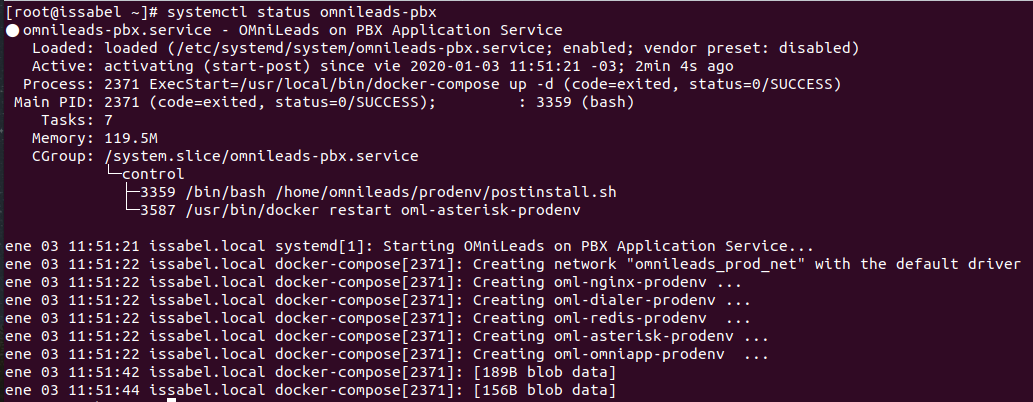 [root@issabel ~]# systemctl status omnileads-pbx
● omnileads-pbx.service - OMniLeads on PBX Application Service
   Loaded: loaded (/etc/systemd/system/omnileads-pbx.service; enabled; vendor preset: disabled)
   Active: activating (start-post) since vie 2020-01-03 11:51:21 -03; 2min 4s ago
  Process: 2371 ExecStart=/usr/local/bin/docker-compose up -d (code=exited, status=0/SUCCESS)
 Main PID: 2371 (code=exited, status=0/SUCCESS);         : 3359 (bash)
    Tasks: 7
   Memory: 119.5M
   CGroup: /system.slice/omnileads-pbx.service
           └─control
             ├─3359 /bin/bash /home/omnileads/prodenv/postinstall.sh
             └─3587 /usr/bin/docker restart oml-asterisk-prodenv

ene 03 11:51:21 issabel.local systemd[1]: Starting OMniLeads on PBX Application Service...
ene 03 11:51:22 issabel.local docker-compose[2371]: Creating network "omnileads_prod_net" with the default driver
ene 03 11:51:22 issabel.local docker-compose[2371]: Creating oml-nginx-prodenv ...
ene 03 11:51:22 issabel.local docker-compose[2371]: Creating oml-dialer-prodenv ...
ene 03 11:51:22 issabel.local docker-compose[2371]: Creating oml-redis-prodenv  ...
ene 03 11:51:22 issabel.local docker-compose[2371]: Creating oml-asterisk-prodenv ...
ene 03 11:51:22 issabel.local docker-compose[2371]: Creating oml-omniapp-prodenv  ...
ene 03 11:51:42 issabel.local docker-compose[2371]: [189B blob data]
ene 03 11:51:44 issabel.local docker-compose[2371]: [156B blob data]